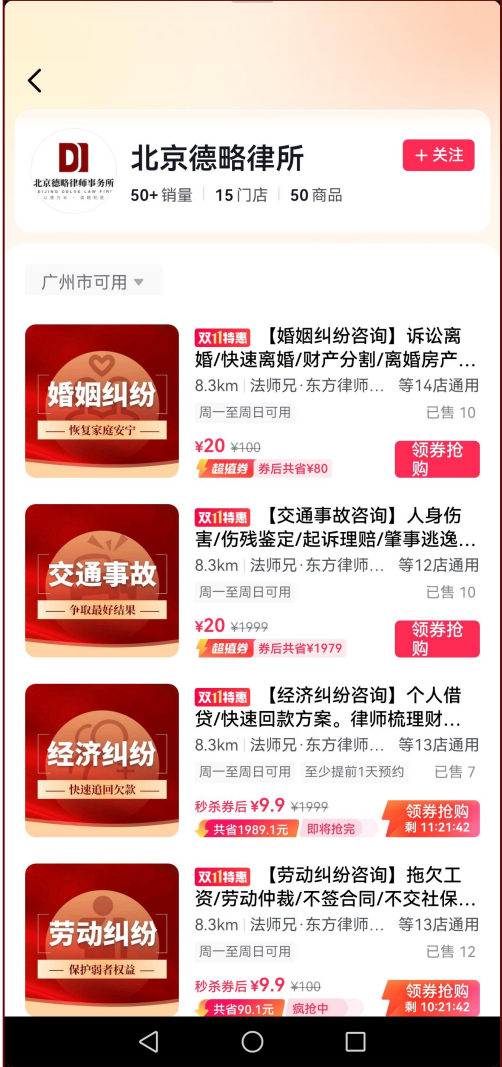 北京德略律师事务所
北京德略律所
+ 关注
50+ 销量 15 门店 50 商品
广州市可用
婚姻纠纷
恢复家庭安宁
双11特惠 【婚姻纠纷咨询】诉讼离
婚/快速离婚/财产分割/离婚房产...
8.3km 法师兄·东方律师... 等14店通用
周一至周日可用 已售 10
¥20 ¥100
超值券 券后共省¥80
领券抢
购
交通事故
争取最好结果
双11特惠 【交通事故咨询】人身伤
害/伤残鉴定/起诉理赔/肇事逃逸...
8.3km 法师兄·东方律师... 等12店通用
周一至周日可用 已售 10
¥20 ¥1999
超值券 券后共省¥1979
领券抢
购
经济纠纷
快速追回欠款
双11特惠 【经济纠纷咨询】个人借
贷/快速回款方案。律师梳理财...
8.3km 法师兄·东方律师... 等13店通用
周一至周日可用 至少提前1天预约 已售 7
秒杀券后 ¥9.9 ¥1999
共省1989.1元 即将抢完
领券抢购
剩 11:21:42
劳动纠纷
保护弱者权益
双11特惠 【劳动纠纷咨询】拖欠工
资/劳动仲裁/不签合同/不交社保...
8.3km 法师兄·东方律师... 等13店通用
周一至周日可用 已售 12
秒杀券后 ¥9.9 ¥100
共省90.1元 疯抢中
领券抢购
剩 10:21:42